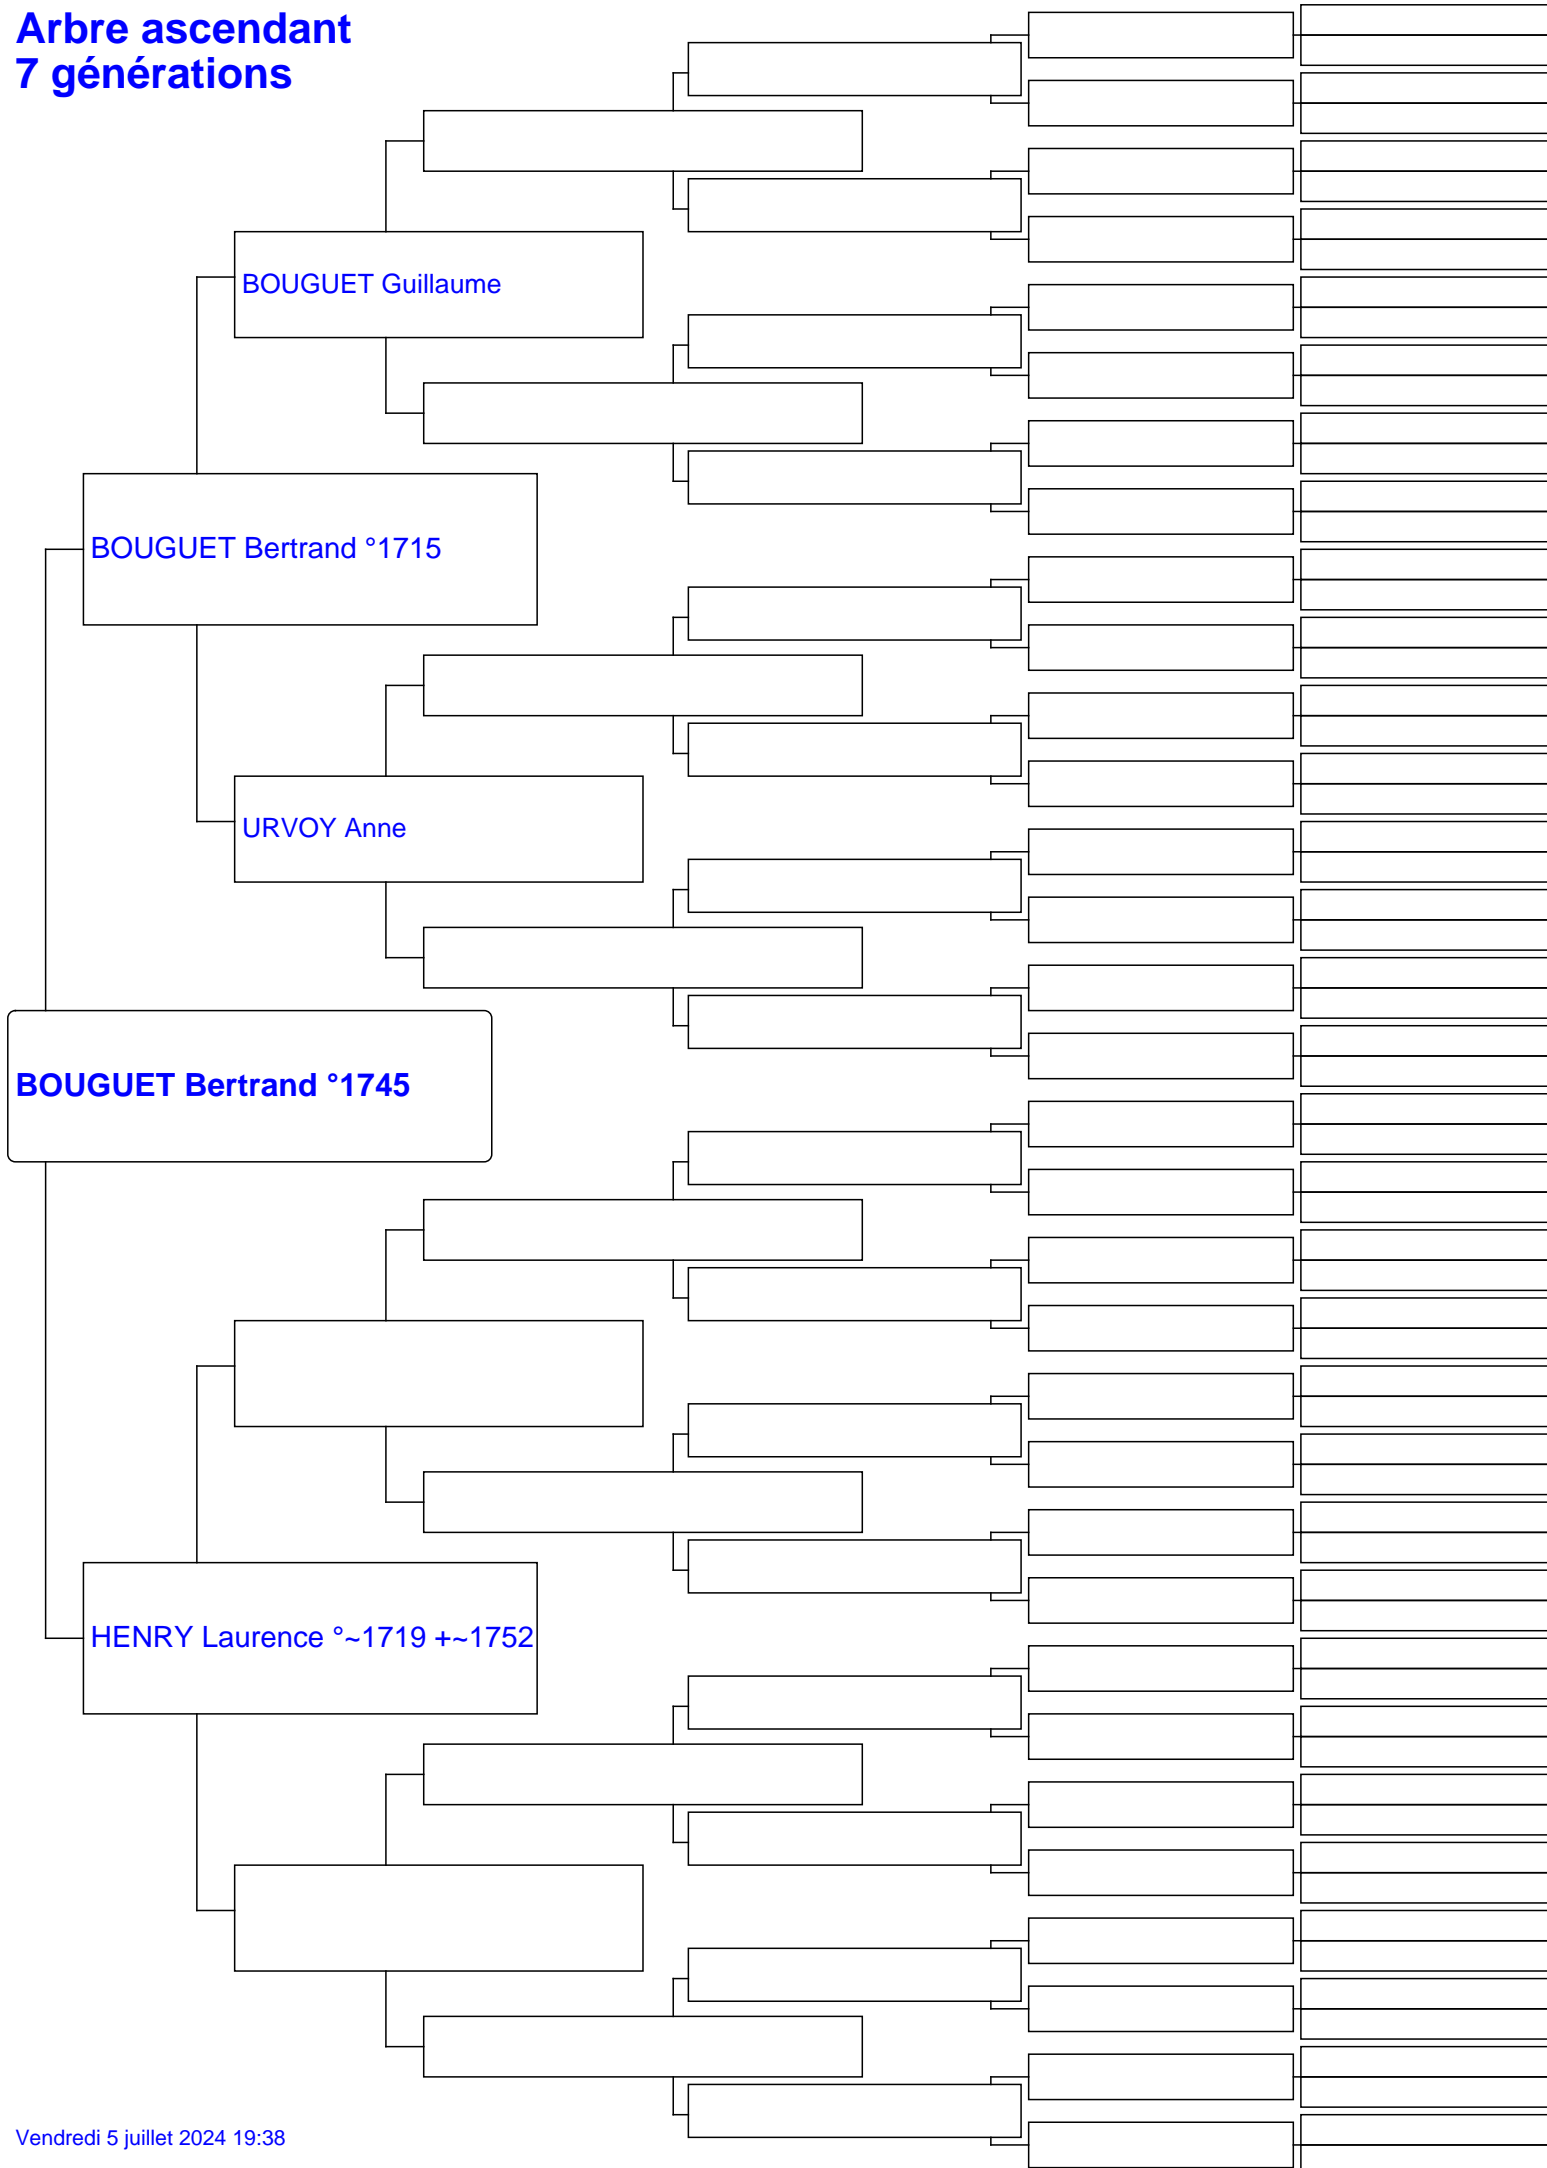 Arbre ascendant
7 générations
BOUGUET Guillaume
BOUGUET Bertrand °1715
URVOY Anne
BOUGUET Bertrand °1745
HENRY Laurence °~1719 +~1752
Vendredi 5 juillet 2024 19:38